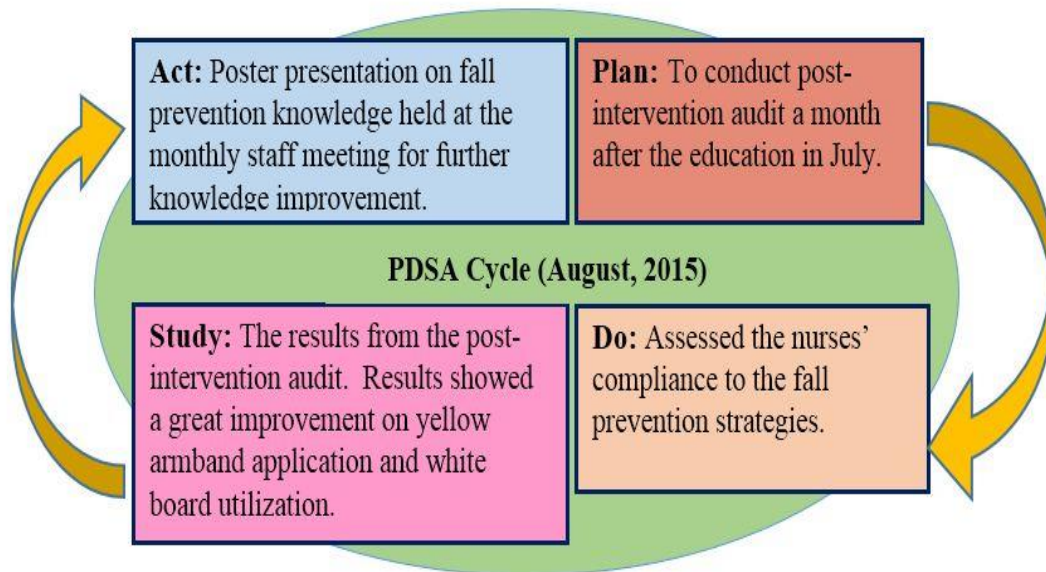 Act: Poster presentation on fall
prevention knowledge held at the
monthly staff meeting for further
knowledge improvement.
Plan: To conduct post-
intervention audit a month
after the education in July.
PDSA Cycle (August, 2015)
Study: The results from the post-
intervention audit. Results showed
a great improvement on yellow
armband application and white
board utilization.
Do: Assessed the nurses’
compliance to the fall
prevention strategies.